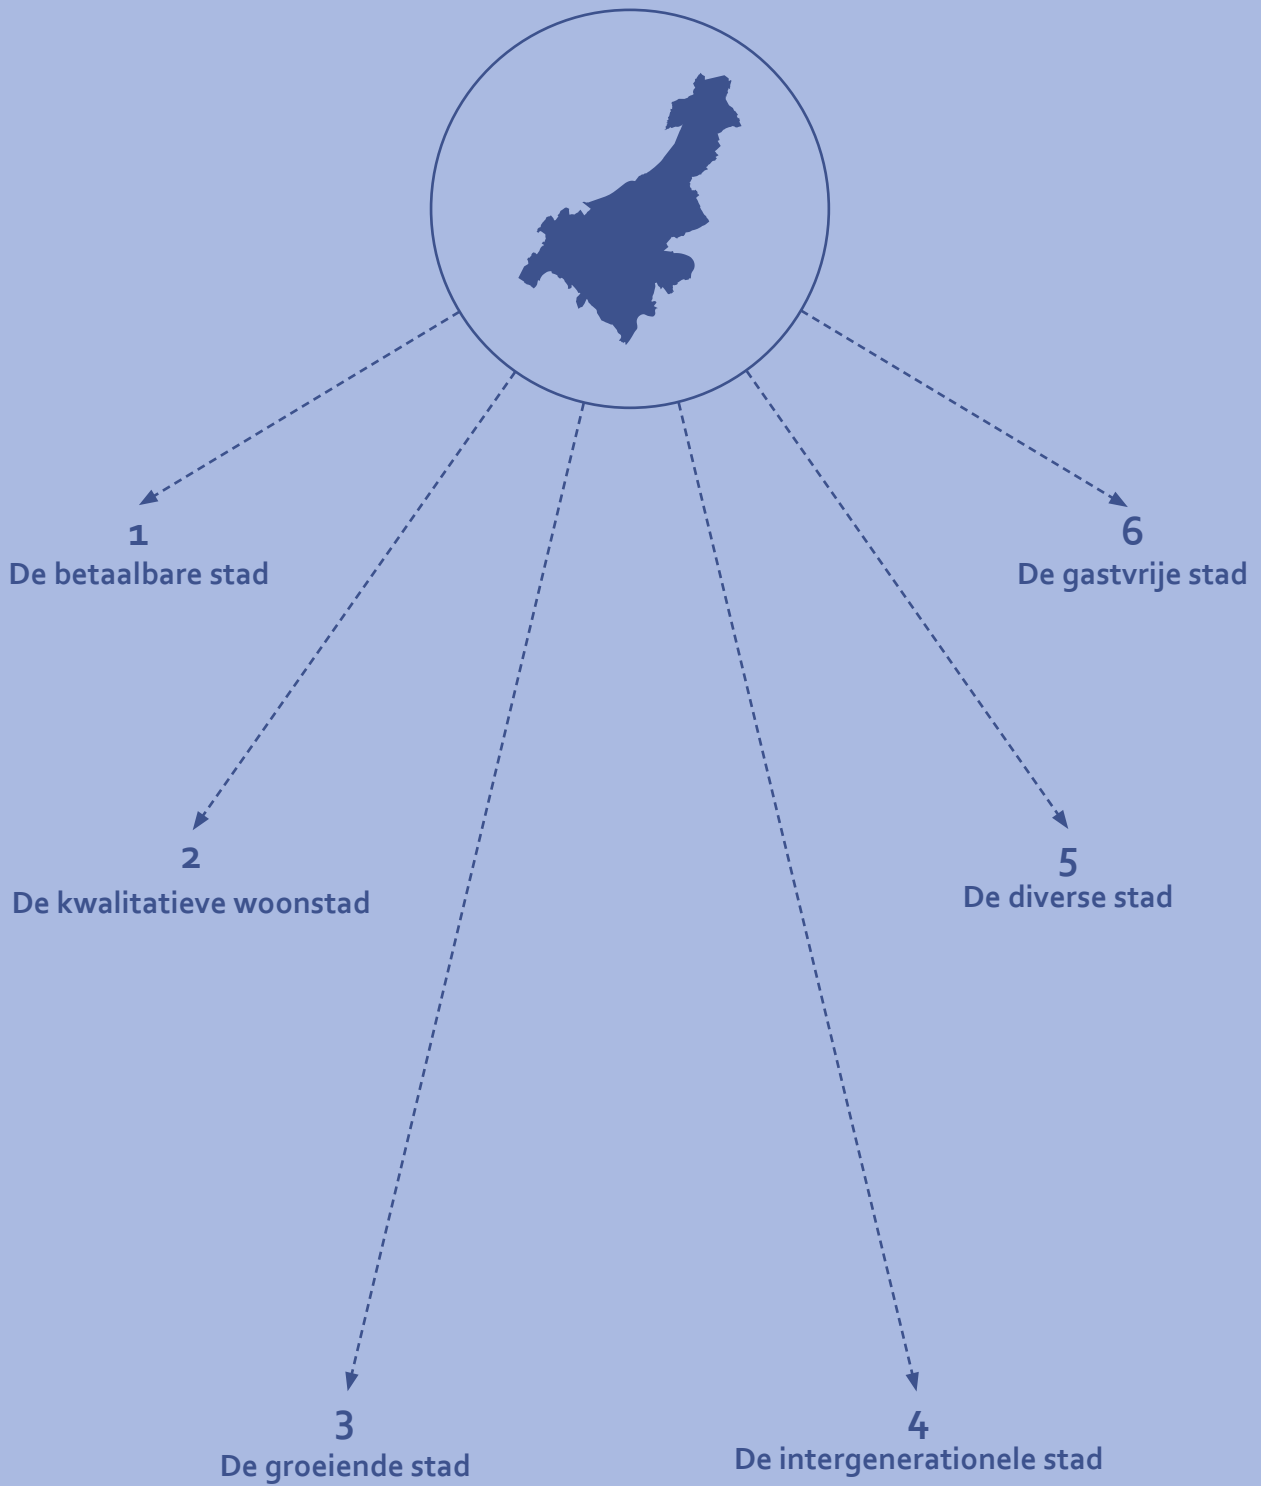 1
De betaalbare stad
6
De gastvrije stad
2
De kwalitatieve woonstad
5
De diverse stad
3
De groeiende stad
4
De intergenerationele stad